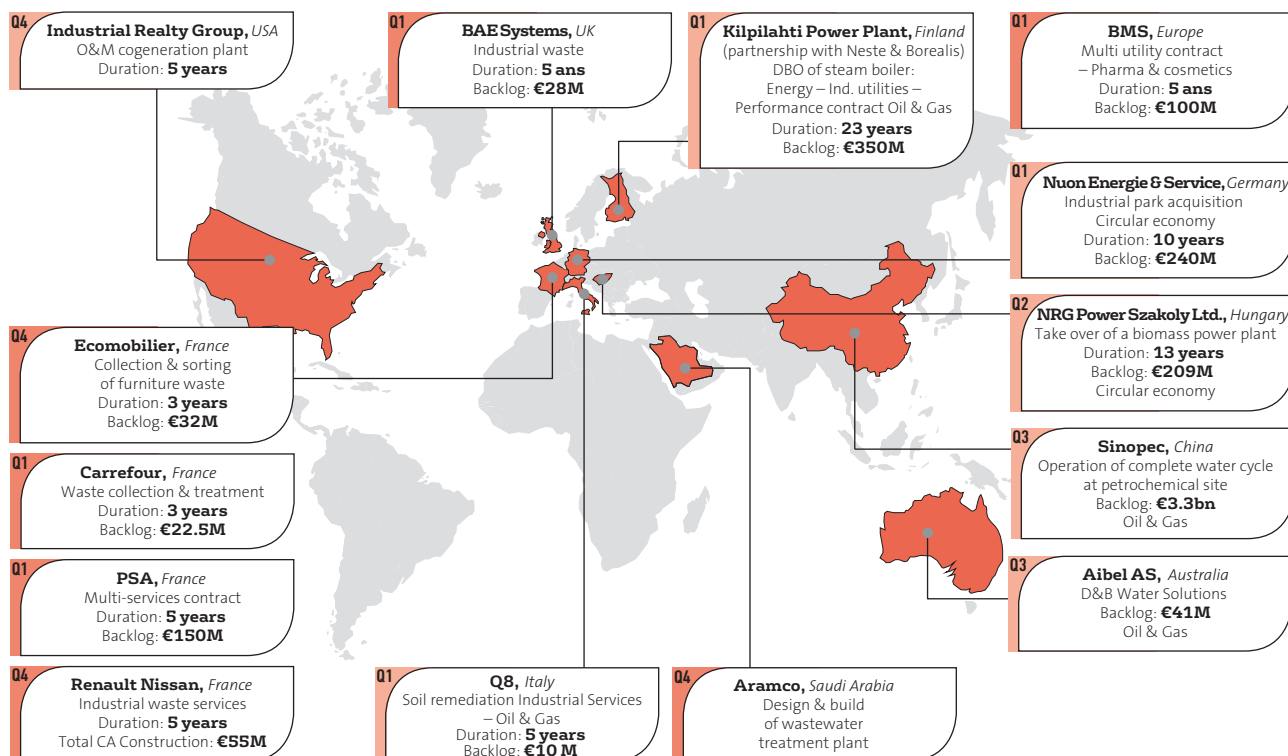 Q4
Industrial Realty Group, USA
O&M cogeneration plant
Duration: 5 years
Q1
BAE Systems, UK
Industrial waste
Duration: 5 ans
Backlog: €28M
Q1
Kilpilahti Power Plant, Finland
(partnership with Neste & Borealis)
DBO of steam boiler:
Energy – Ind. utilities –
Performance contract Oil & Gas
Duration: 23 years
Backlog: €350M
Q1
BMS, Europe
Multi utility contract
– Pharma & cosmetics
Duration: 5 ans
Backlog: €100M
Q1
Nuon Energie & Service, Germany
Industrial park acquisition
Circular economy
Duration: 10 years
Backlog: €240M
Q2
NRG Power Szakoly Ltd., Hungary
Take over of a biomass power plant
Duration: 13 years
Backlog: €209M
Circular economy
Q4
Ecomobilier, France
Collection & sorting
of furniture waste
Duration: 3 years
Backlog: €32M
Q3
Sinopec, China
Operation of complete water cycle
at petrochemical site
Backlog: €3.3bn
Oil & Gas
Q1
Carrefour, France
Waste collection & treatment
Duration: 3 years
Backlog: €22.5M
Q3
Aibel AS, Australia
D&B Water Solutions
Backlog: €41M
Oil & Gas
Q1
PSA, France
Multi-services contract
Duration: 5 years
Backlog: €150M
Q4
Renault Nissan, France
Industrial waste services
Duration: 5 years
Total CA Construction: €55M
Q1
Q8, Italy
Soil remediation Industrial Services
– Oil & Gas
Duration: 5 years
Backlog: €10 M
Q4
Aramco, Saudi Arabia
Design & build
of wastewater
treatment plant